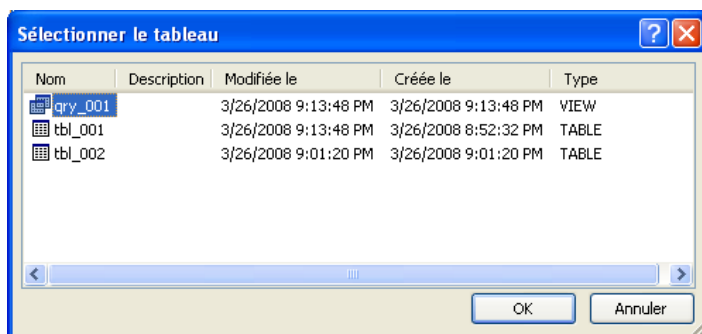 Sélectionner le tableau
Nom Description Modifiée le Créée le Type
qry_001 3/26/2008 9:13:48 PM 3/26/2008 9:13:48 PM VIEW
tbl_001 3/26/2008 9:13:48 PM 3/26/2008 8:52:32 PM TABLE
tbl_002 3/26/2008 9:01:20 PM 3/26/2008 9:01:20 PM TABLE
OK Annuler